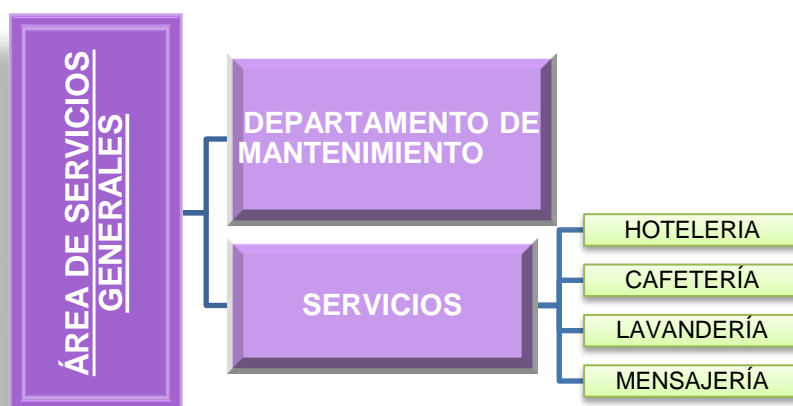 ÁREA DE SERVICIOS
GENERALES
DEPARTAMENTO DE
MANTENIMIENTO
SERVICIOS
HOTELERIA
CAFETERÍA
LAVANDERÍA
MENSAJERÍA